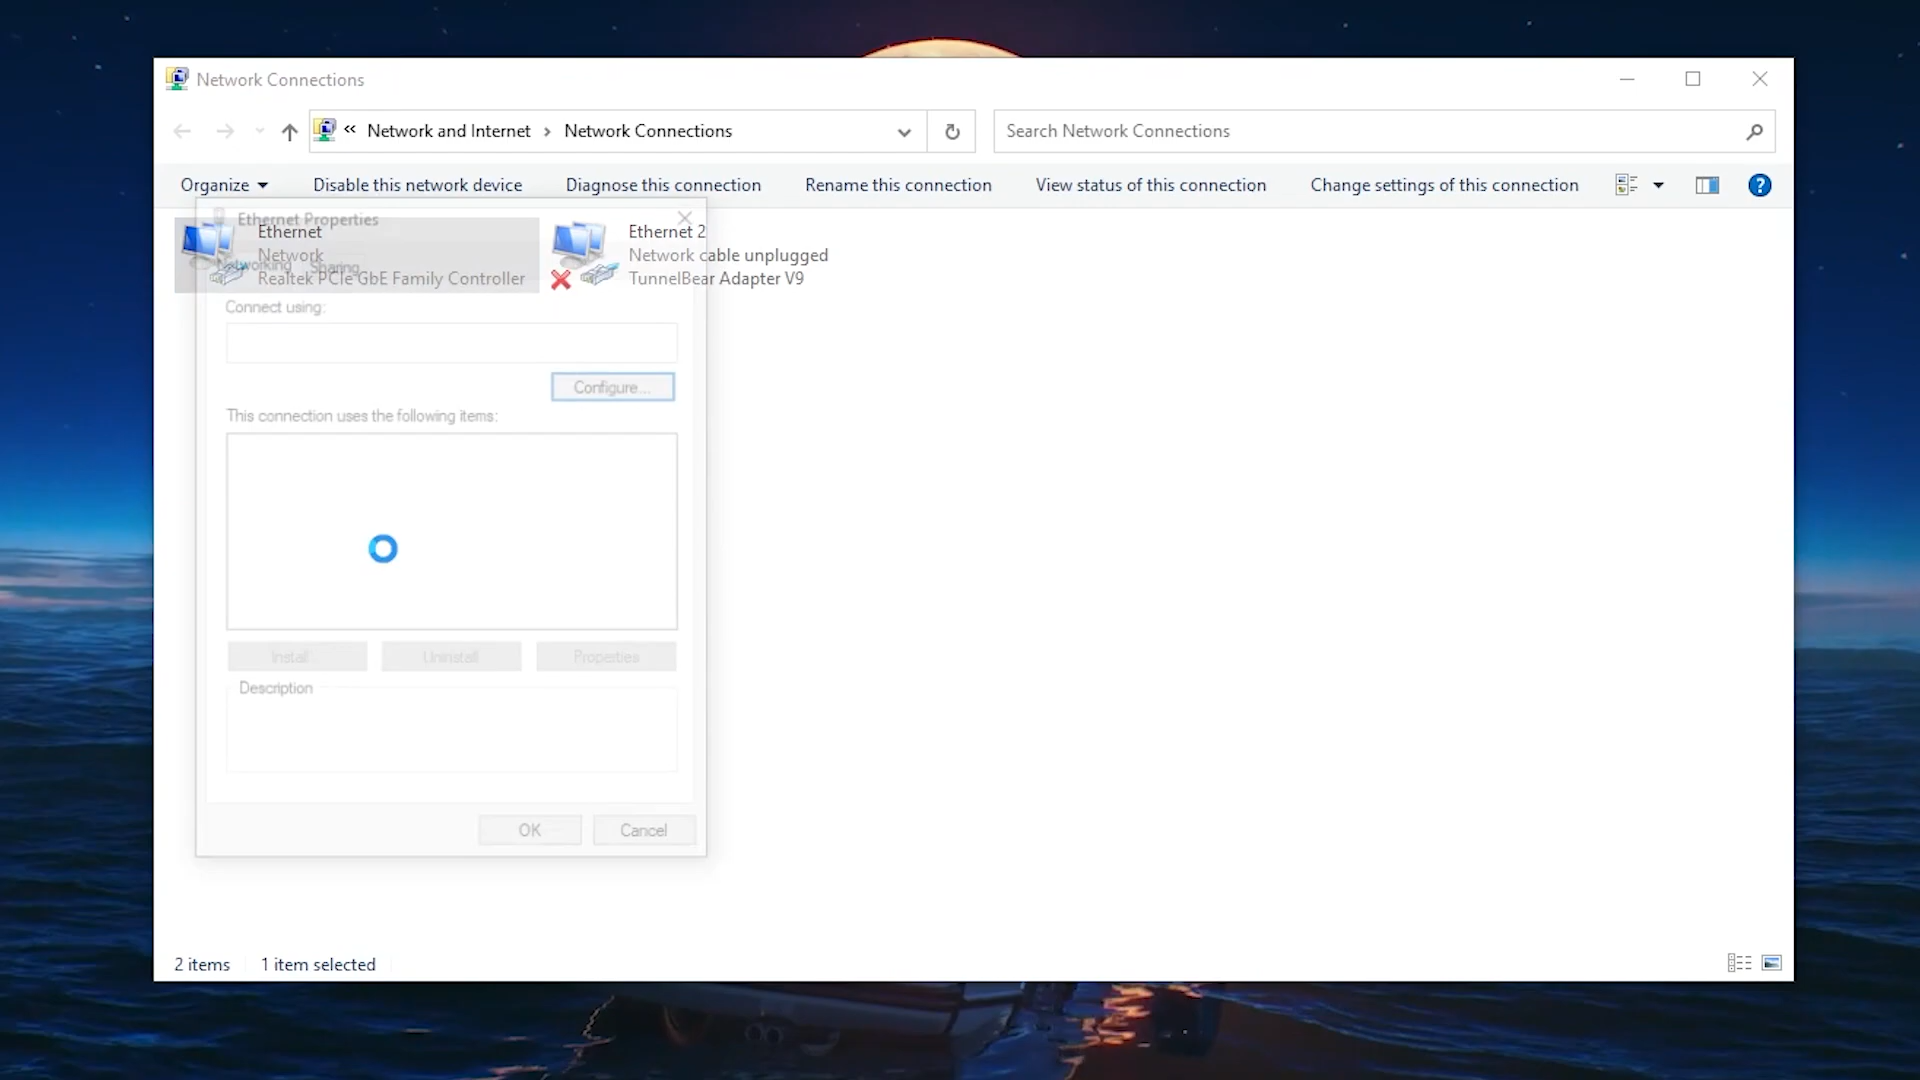 Network Connections
« Network and Internet › Network Connections
Search Network Connections
Organize
Disable this network device
Diagnose this connection
Rename this connection
View status of this connection
Change settings of this connection
Ethernet Properties
Ethernet
Network
Realtek PCIe GbE Family Controller
Ethernet 2
Network cable unplugged
TunnelBear Adapter V9
Networking
Sharing
Connect using:
Configure...
This connection uses the following items:
Install...
Uninstall
Properties
Description
OK
Cancel
2 items
1 item selected